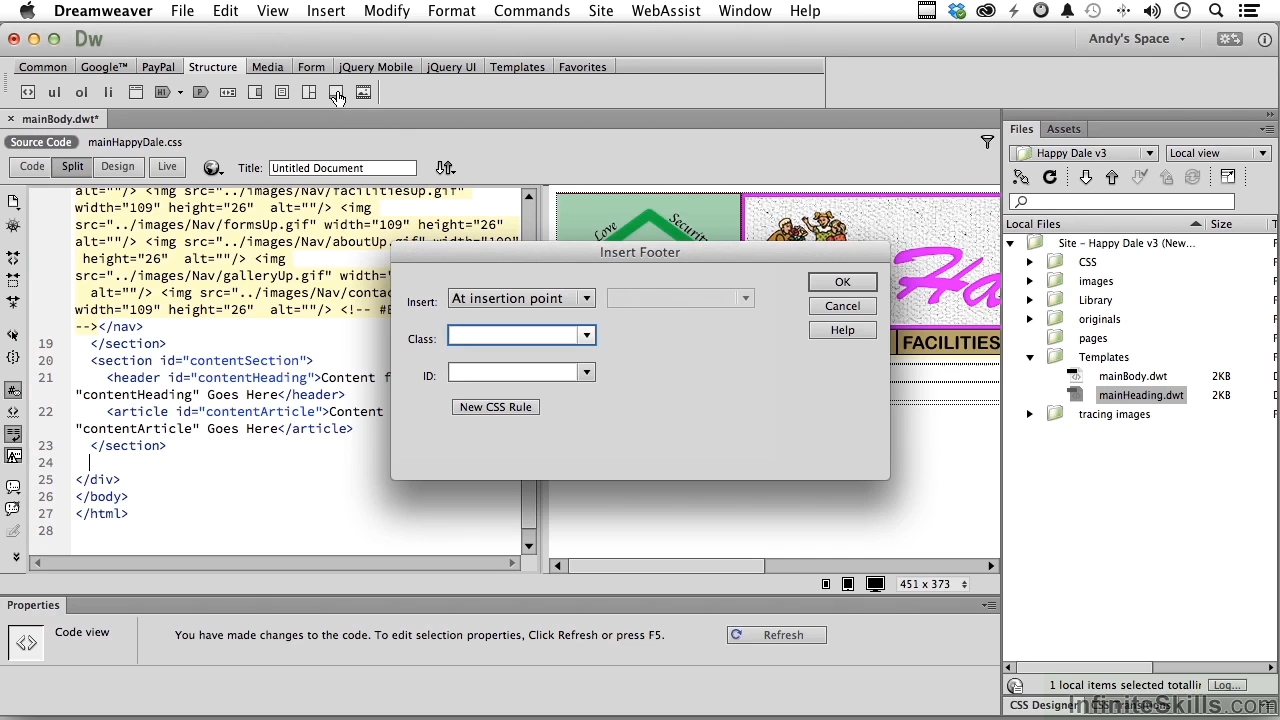 Dreamweaver File Edit View Insert Modify Format Commands Site WebAssist Window Help
Dw
Andy's Space
Common Google™ PayPal Structure Media Form jQuery Mobile jQuery UI Templates Favorites
ul ol li H1 P
mainBody.dwt*
Source Code mainHappyDale.css
Code Split Design Live Title: Untitled Document
alt=""/> <img src="../images/Nav/facilitiesUp.gif"
width="109" height="26"  alt=""/> <img
src="../images/Nav/formsUp.gif" width="109" height="26"
alt=""/> <img src="../images/Nav/aboutUp.gif" width="109"
height="26"  alt=""/> <img
src="../images/Nav/galleryUp.gif" width=
alt=""/> <img src="../images/Nav/contac
width="109" height="26"  alt=""/> <!-- #E
--></nav>
19 </section>
20 <section id="contentSection">
21 <header id="contentHeading">Content f
"contentHeading" Goes Here</header>
22 <article id="contentArticle">Content
"contentArticle" Goes Here</article>
23 </section>
24
25 </div>
26 </body>
27 </html>
28
Love Security
Ha
FACILITIES
Insert Footer
Insert: At insertion point
Class:
ID:
New CSS Rule
OK
Cancel
Help
451 x 373
Properties
Code view
You have made changes to the code. To edit selection properties, Click Refresh or press F5.
Refresh
Files Assets
Happy Dale v3 Local view
Local Files Size T
Site - Happy Dale v3 (New... F
CSS F
images F
Library F
originals F
pages F
Templates F
mainBody.dwt 2KB
mainHeading.dwt 2KB
tracing images F
1 local items selected totallin Log...
CSS Designer CSS Transitions
InfiniteSkills.com